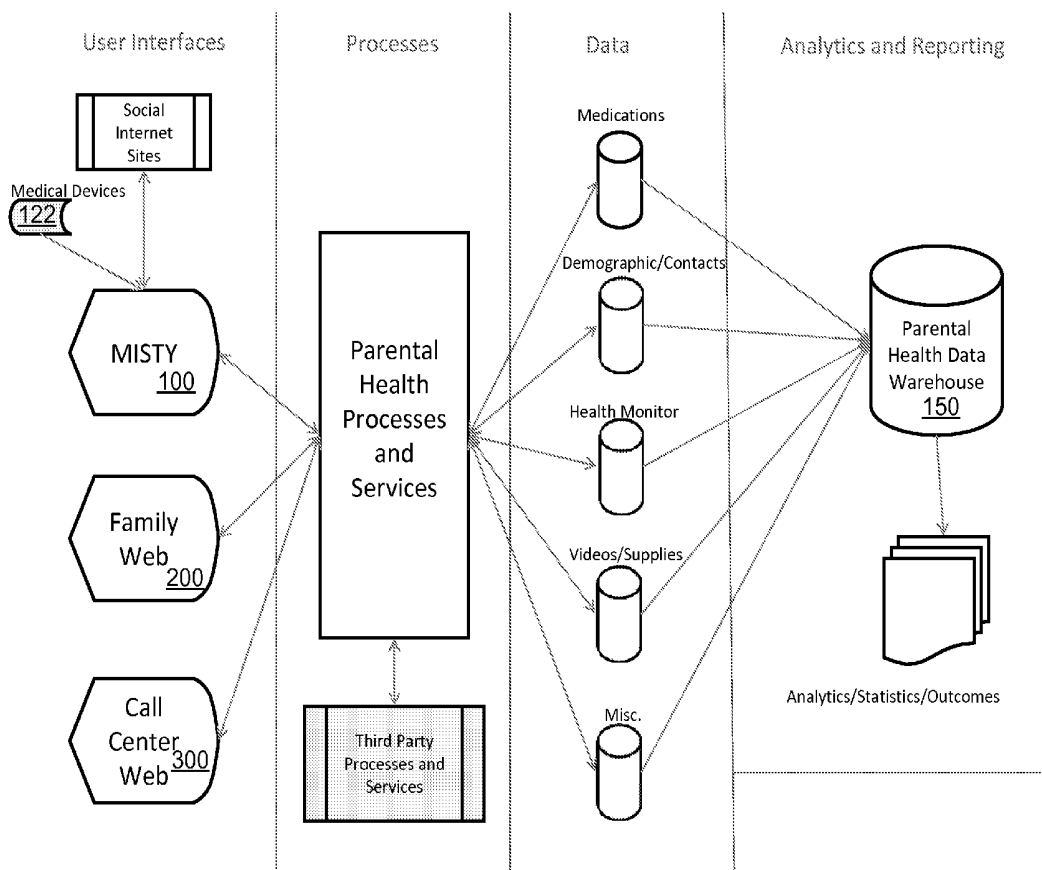 User Interfaces
Processes
Data
Analytics and Reporting
Social
Internet
Sites
Medical Devices
122
MISTY
100
Family
Web
200
Call
Center
Web
300
Parental
Health
Processes
and
Services
Third Party
Processes and
Services
Medications
Demographic/Contacts
Health Monitor
Videos/Supplies
Misc.
Parental
Health Data
Warehouse
150
Analytics/Statistics/Outcomes